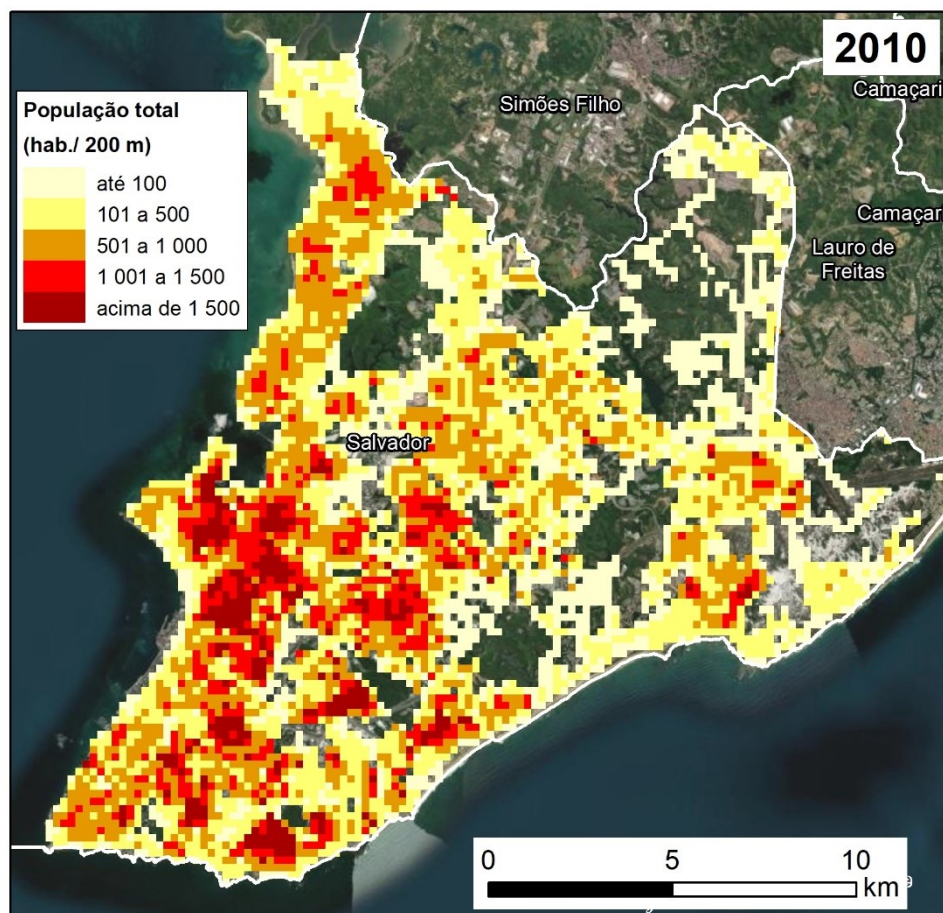 2010
Camaçari
Simões Filho
População total
(hab./ 200 m)
até 100
101 a 500
501 a 1 000
1 001 a 1 500
acima de 1 500
Camaçar
Lauro de
Freitas
Salvador
0 5 10
km